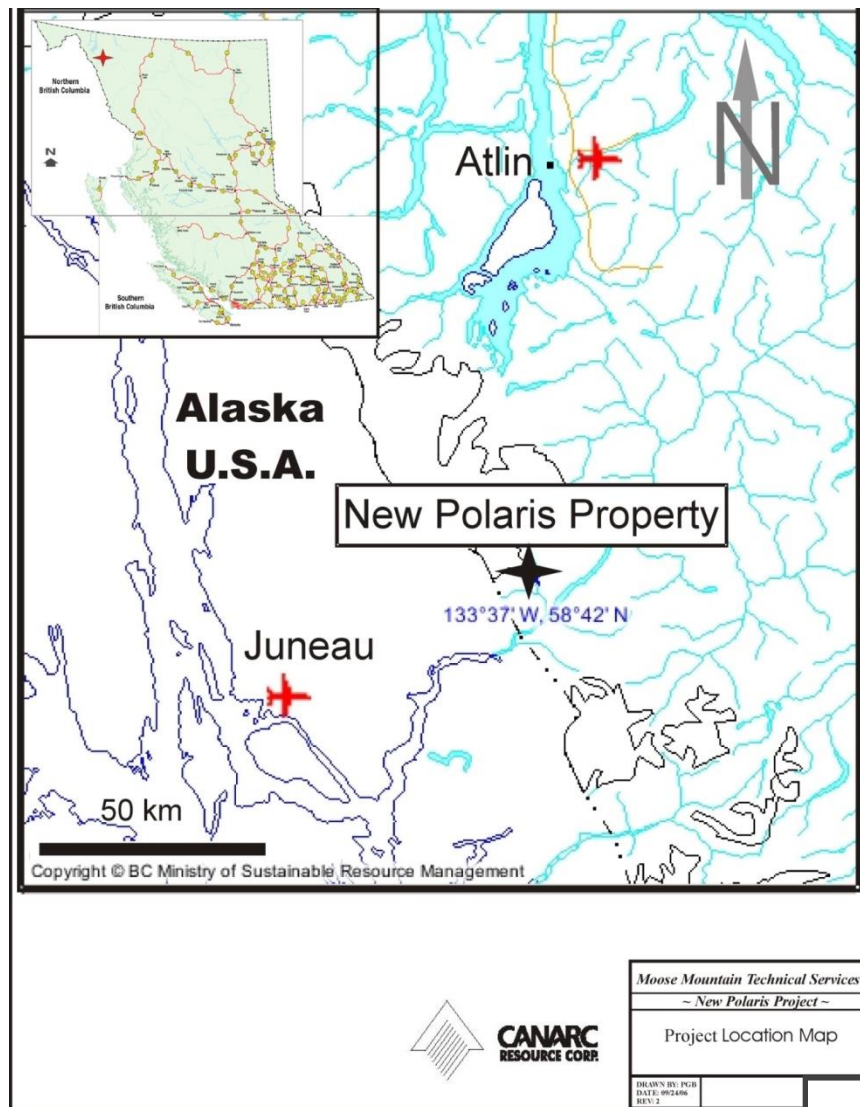 Northern
British Columbia
N
Southern
British Columbia
N
Atlin
Alaska
U.S.A.
New Polaris Property
133°37' W, 58°42' N
Juneau
50 km
Copyright © BC Ministry of Sustainable Resource Management
CANARC
RESOURCE CORP.
Moose Mountain Technical Services
~ New Polaris Project ~
Project Location Map
DRAWN BY: PGB
DATE: 09/24/06
REV: 2